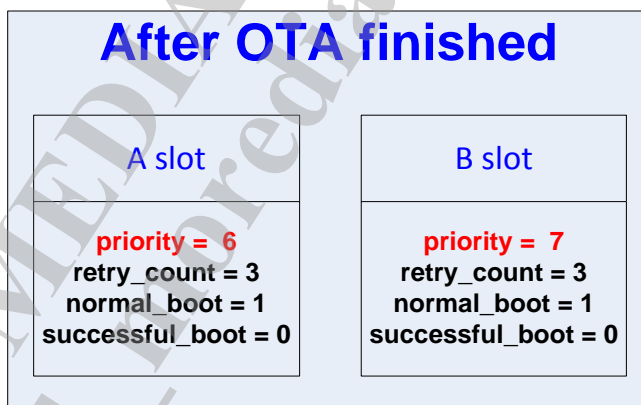 After OTA finished
A slot
priority = 6
retry_count = 3
normal_boot = 1
successful_boot = 0
B slot
priority = 7
retry_count = 3
normal_boot = 1
successful_boot = 0